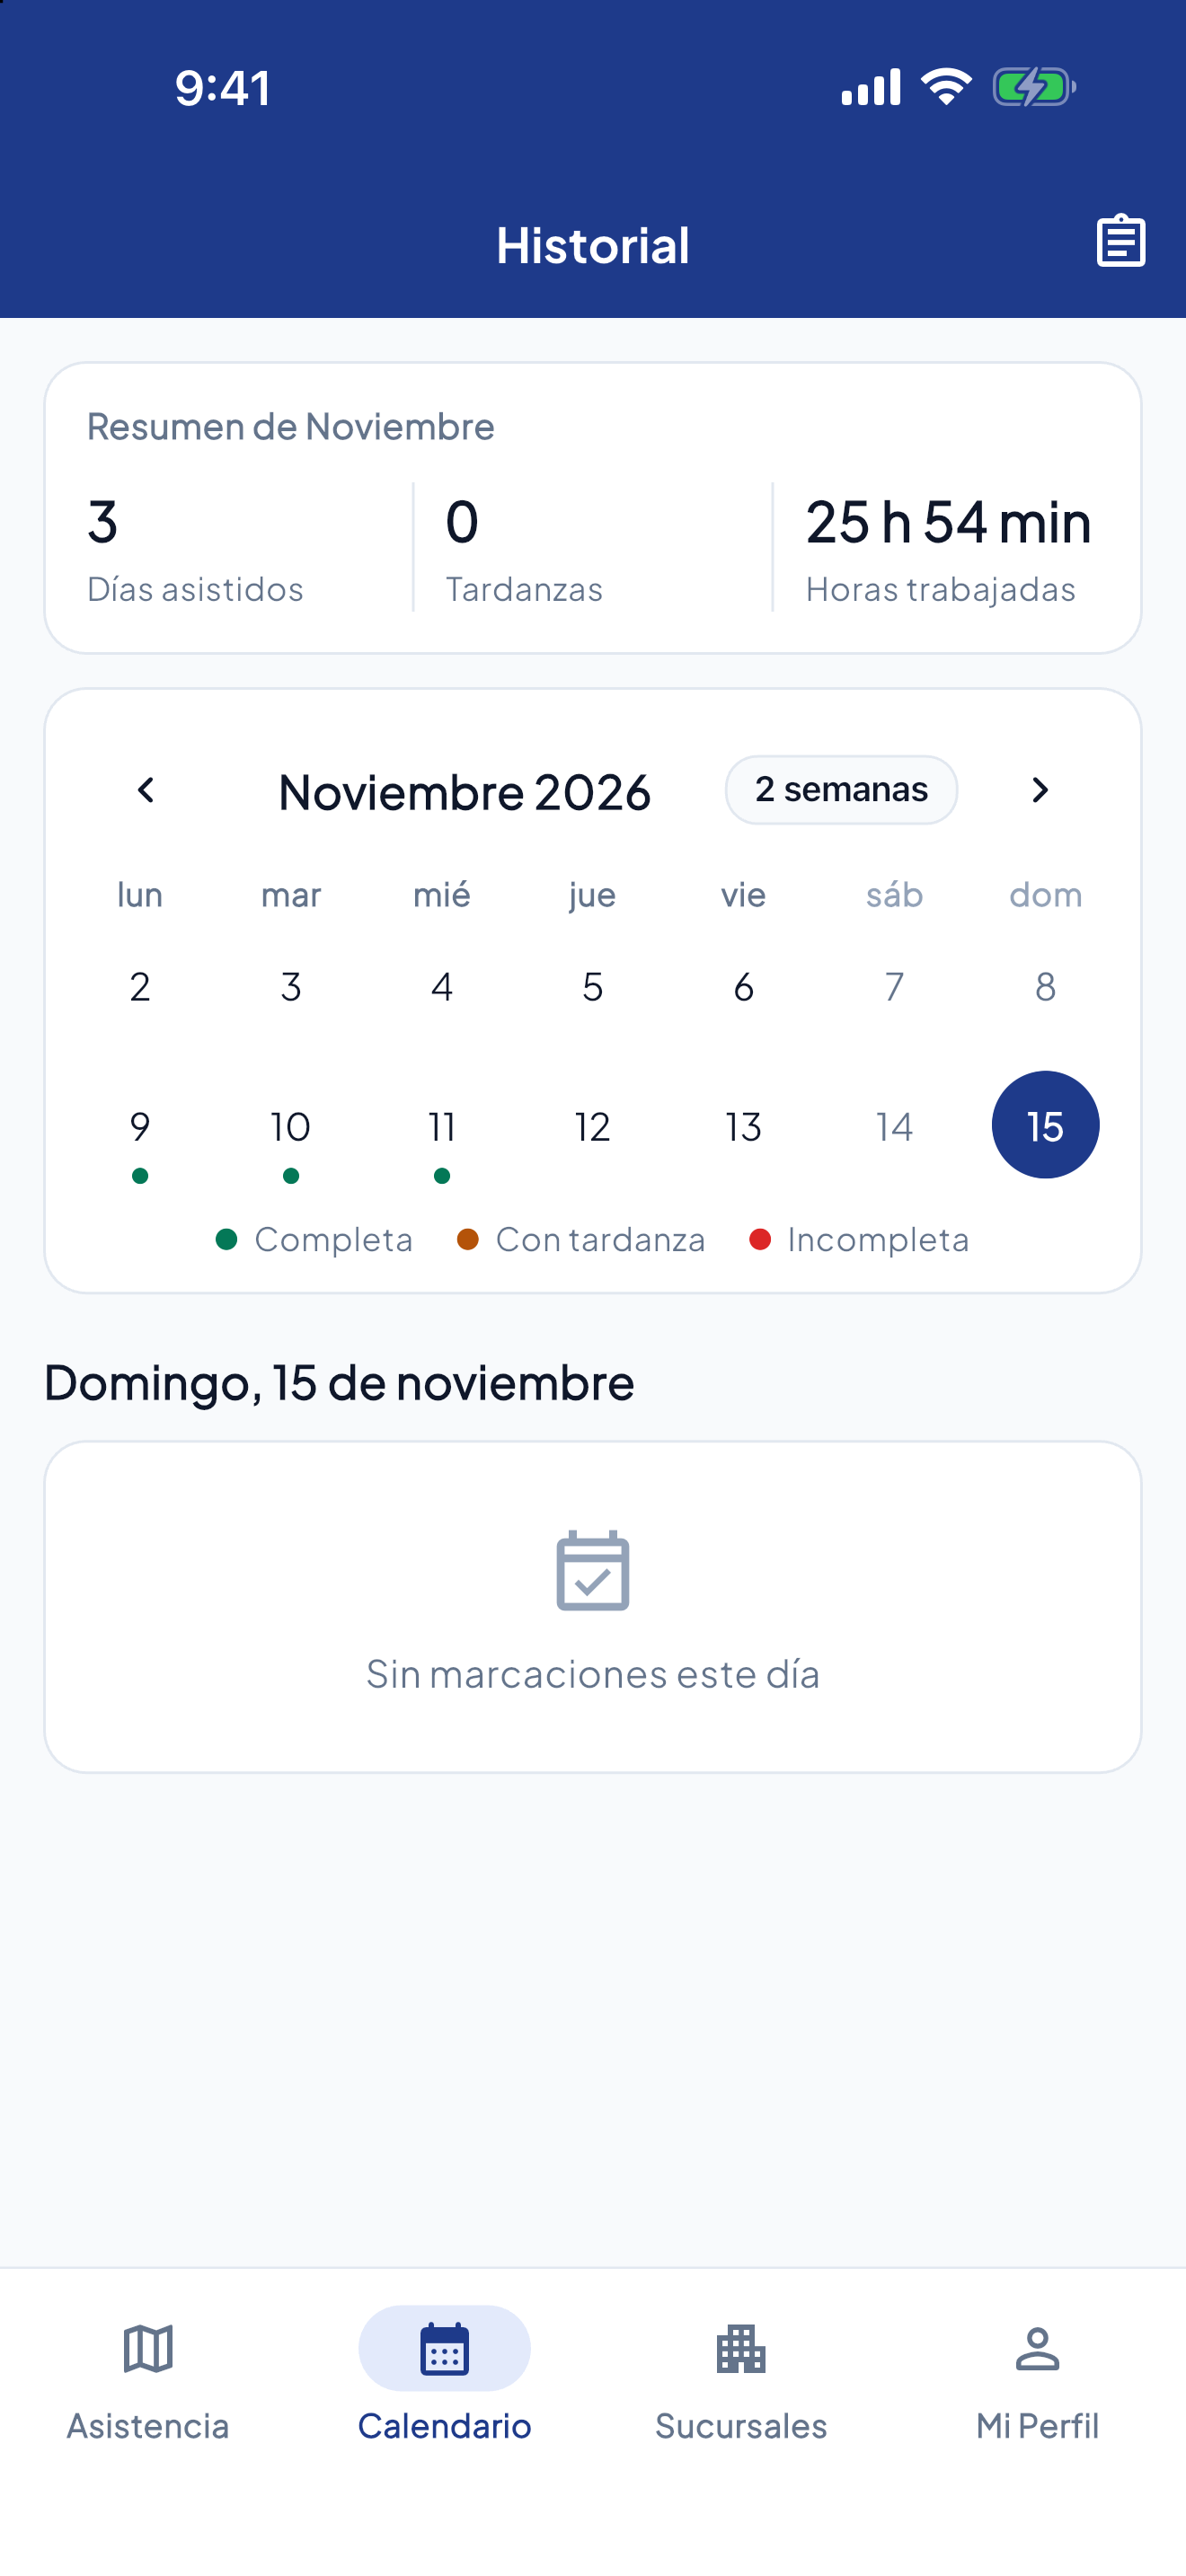 9:41
Historial
Resumen de Noviembre
3 0 25 h 54 min
Días asistidos Tardanzas Horas trabajadas
Noviembre 2026 2 semanas
lun mar mié jue vie sáb dom
2 3 4 5 6 7 8
9 10 11 12 13 14 15
Completa Con tardanza Incompleta
Domingo, 15 de noviembre
Sin marcaciones este día
Asistencia Calendario Sucursales Mi Perfil